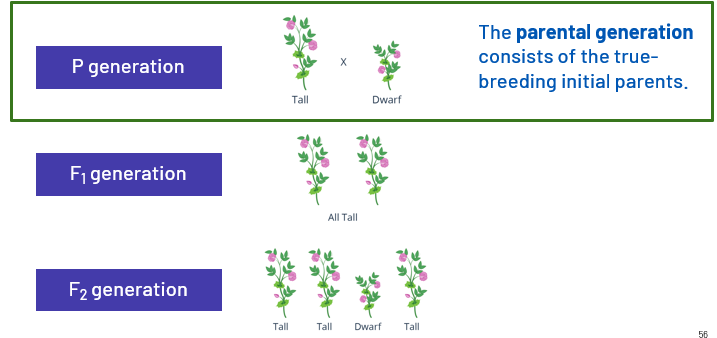 P generation
X
Tall
Dwarf
The parental generation
consists of the true-
breeding initial parents.
F₁ generation
All Tall
F₂ generation
Tall
Tall
Dwarf
Tall
56